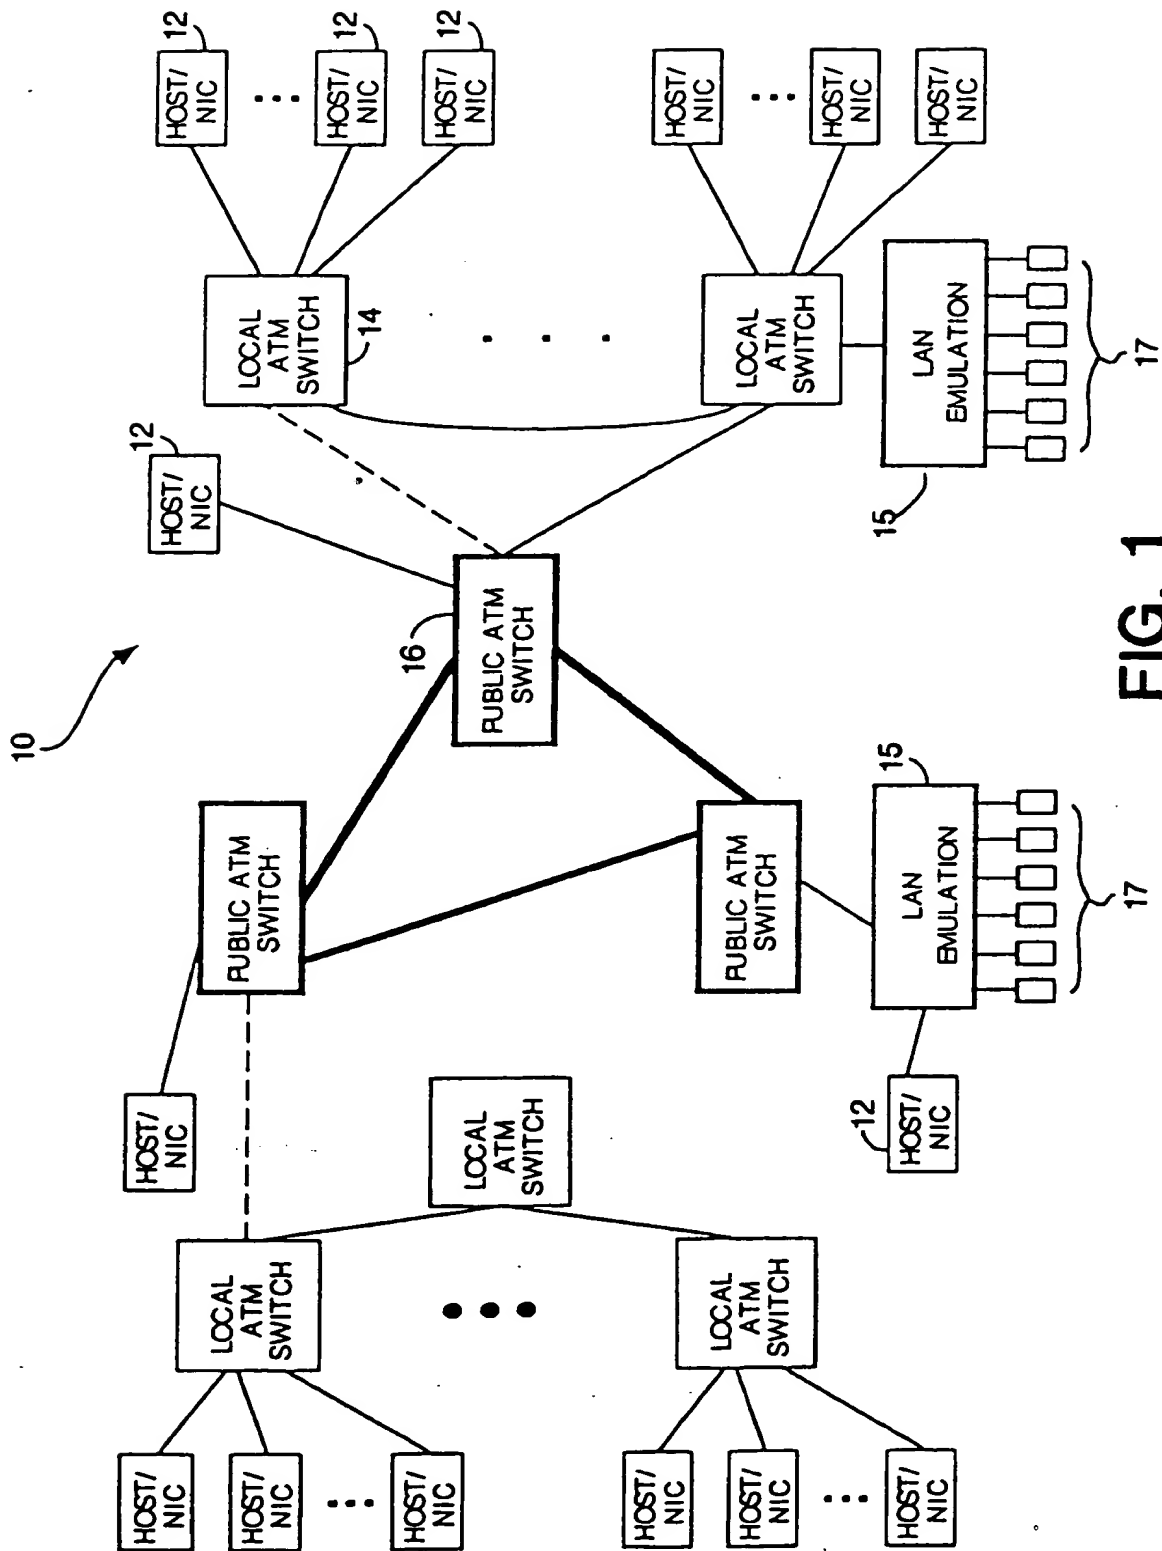 10
HOST/
NIC
HOST/
NIC
12
HOST/
NIC
12
HOST/
NIC
LOCAL
ATM
SWITCH
PUBLIC ATM
SWITCH
LOCAL
ATM
SWITCH
14
HOST/
NIC
12
HOST/
NIC
HOST/
NIC
12
HOST/
NIC
LOCAL
ATM
SWITCH
16
PUBLIC ATM
SWITCH
HOST/
NIC
HOST/
NIC
LOCAL
ATM
SWITCH
PUBLIC ATM
SWITCH
LOCAL
ATM
SWITCH
HOST/
NIC
HOST/
NIC
HOST/
NIC
12
HOST/
NIC
15
LAN
EMULATION
15
LAN
EMULATION
HOST/
NIC
17
17
FIG. 1